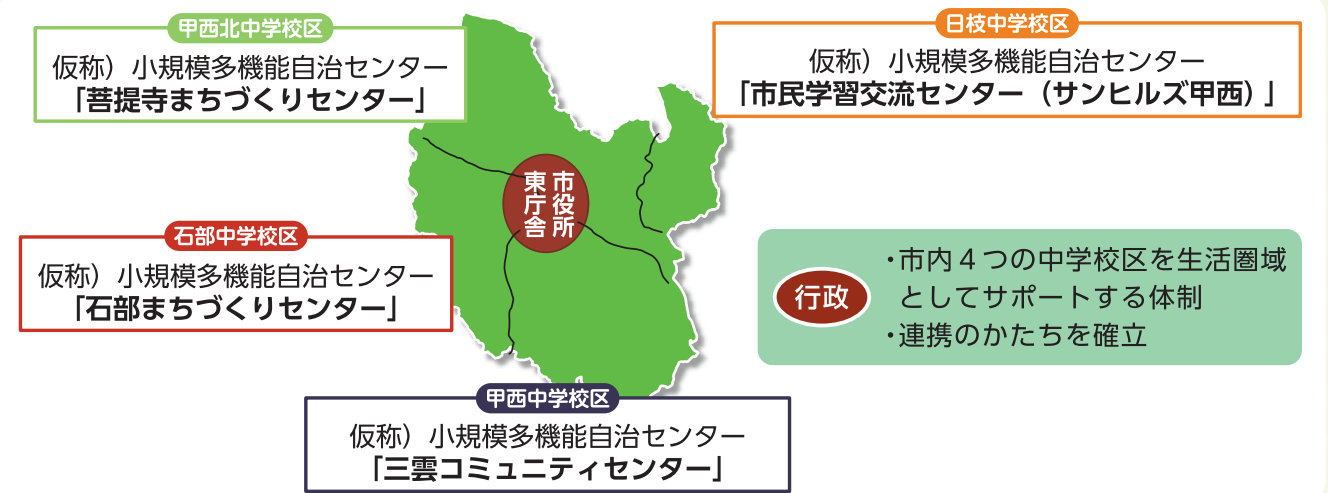 甲西北中学校区
仮称）小規模多機能自治センター
「菩提寺まちづくりセンター」
日枝中学校区
仮称）小規模多機能自治センター
「市民学習交流センター（サンヒルズ甲西）」
市役所
東庁舎
石部中学校区
仮称）小規模多機能自治センター
「石部まちづくりセンター」
行政
・市内４つの中学校区を生活圏域
としてサポートする体制
・連携のかたちを確立
甲西中学校区
仮称）小規模多機能自治センター
「三雲コミュニティセンター」